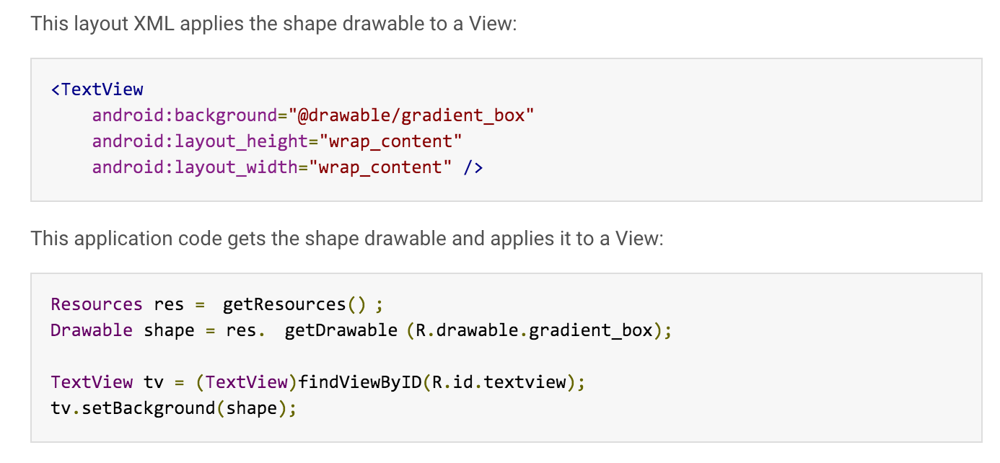 This layout XML applies the shape drawable to a View:
<TextView
    android:background="@drawable/gradient_box"
    android:layout_height="wrap_content"
    android:layout_width="wrap_content" />
This application code gets the shape drawable and applies it to a View:
Resources res =  getResources() ;
Drawable shape = res.  getDrawable (R.drawable.gradient_box);
TextView tv = (TextView)findViewByID(R.id.textview);
tv.setBackground(shape);